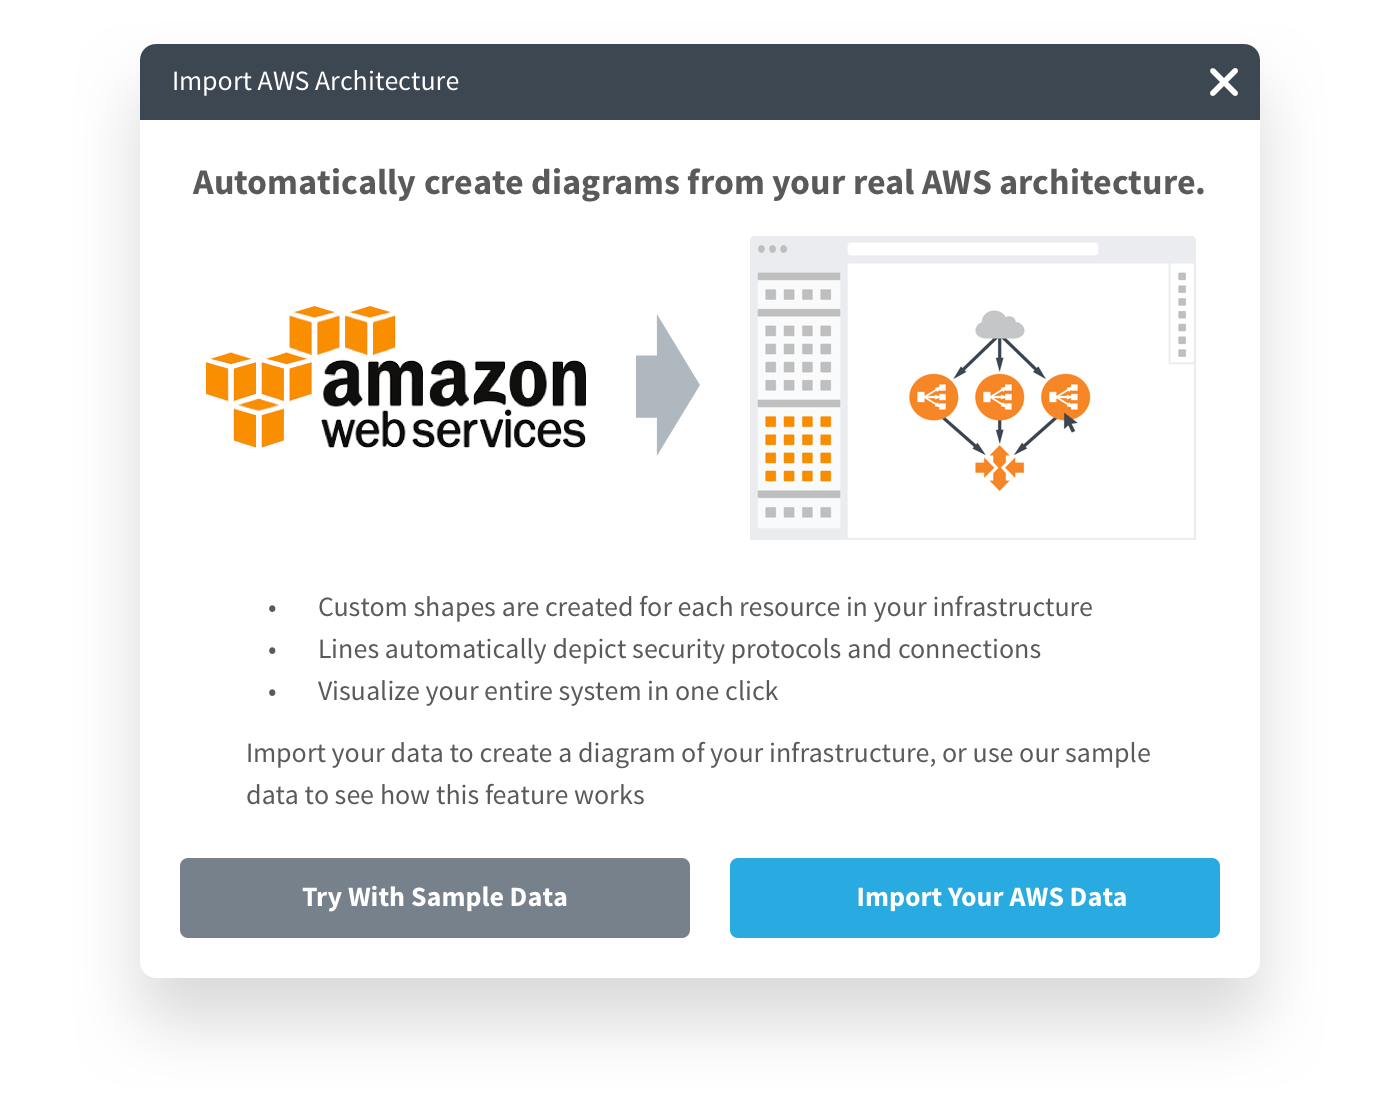 Import AWS Architecture
Automatically create diagrams from your real AWS architecture.
amazon
web services
• Custom shapes are created for each resource in your infrastructure
• Lines automatically depict security protocols and connections
• Visualize your entire system in one click
Import your data to create a diagram of your infrastructure, or use our sample
data to see how this feature works
Try With Sample Data
Import Your AWS Data